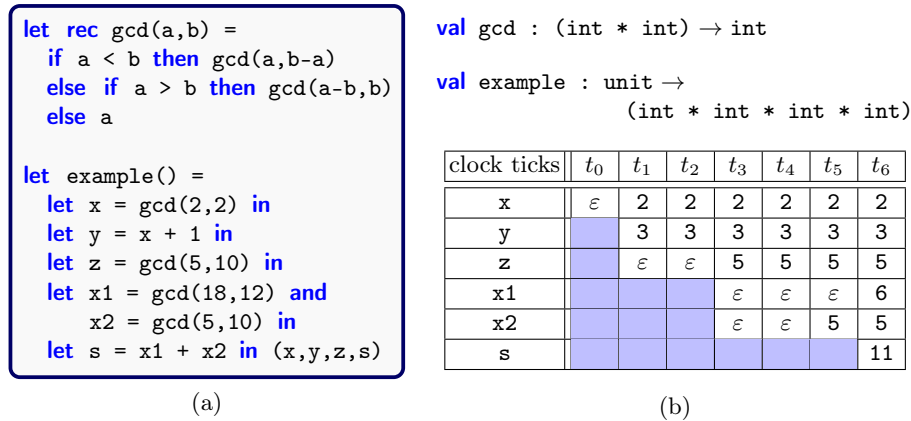 let rec gcd(a,b) =
if a < b then gcd(a,b-a)
else if a > b then gcd(a-b,b)
else a
let example() =
let x = gcd(2,2) in
let y = x + 1 in
let z = gcd(5,10) in
let x1 = gcd(18,12) and
x2 = gcd(5,10) in
let s = x1 + x2 in (x,y,z,s)
(a)
val gcd : (int * int) → int
val example : unit →
(int * int * int * int)
clock ticks t₀ t₁ t₂ t₃ t₄ t₅ t₆
x ε 2 2 2 2 2 2
y 3 3 3 3 3 3
z ε ε 5 5 5 5
x1 ε ε ε 6
x2 ε ε 5 5
s 11
(b)